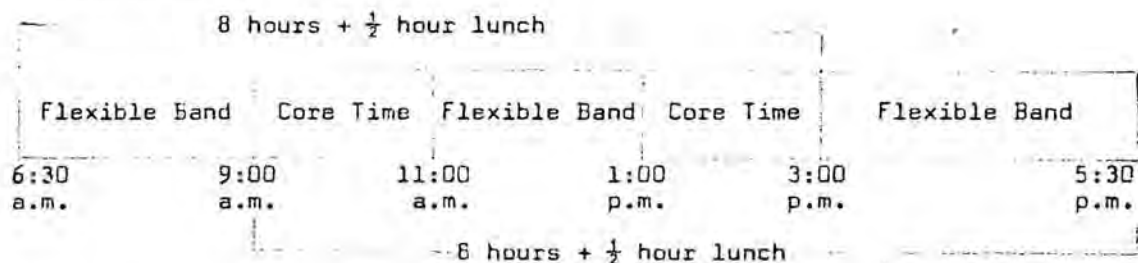 8 hours + ½ hour lunch
Flexible Band Core Time Flexible Band Core Time Flexible Band
6:30 9:00 11:00 1:00 3:00 5:30
a.m. a.m. a.m. p.m. p.m. p.m.
8 hours + ½ hour lunch